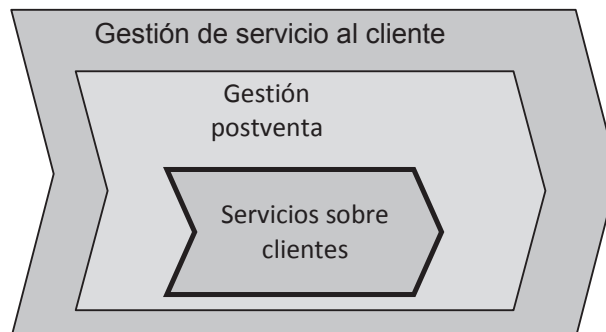 Gestión de servicio al cliente
Gestión
postventa
Servicios sobre
clientes